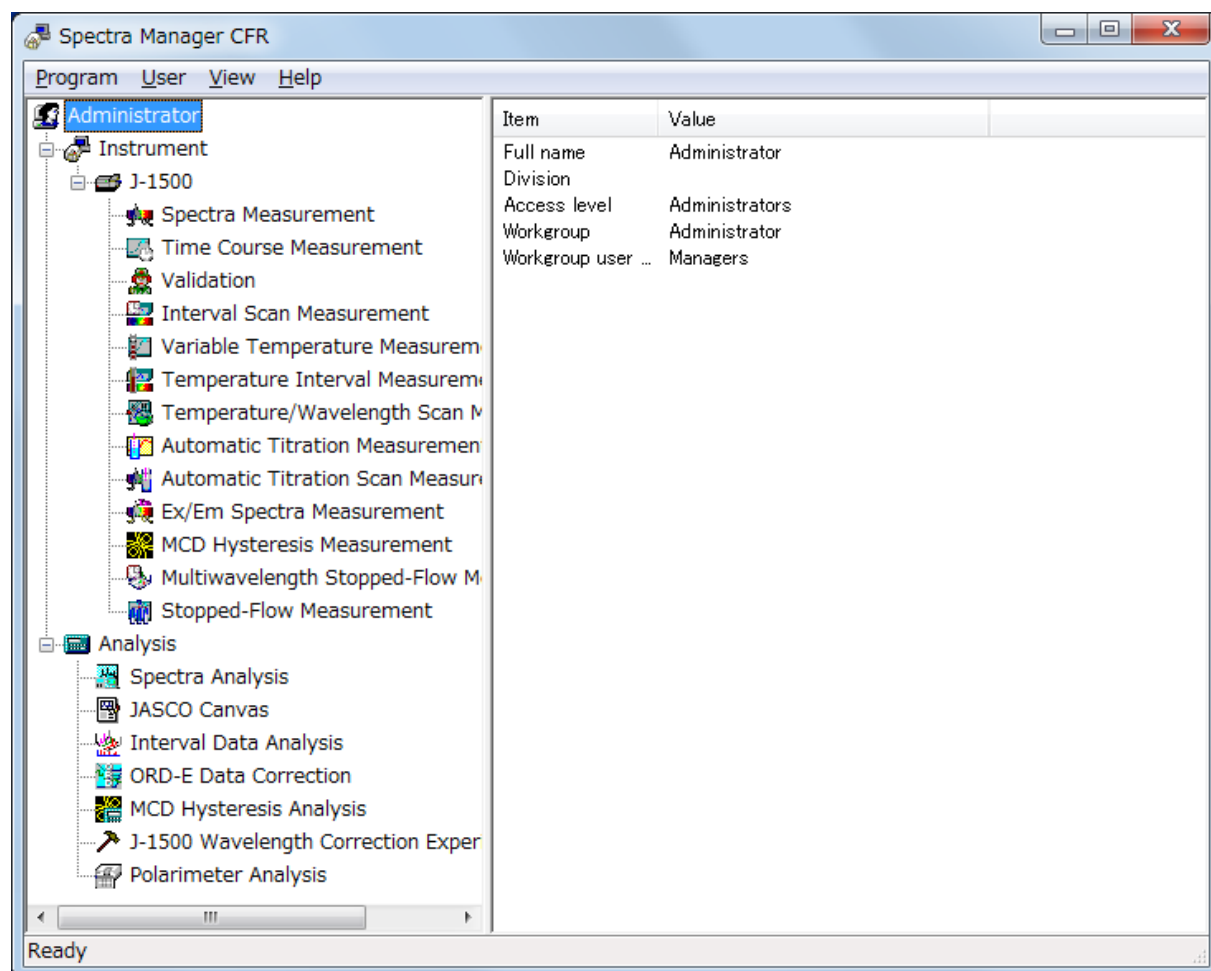 Spectra Manager CFR
Program User View Help
Administrator
Instrument
J-1500
Spectra Measurement
Time Course Measurement
Validation
Interval Scan Measurement
Variable Temperature Measurem
Temperature Interval Measureme
Temperature/Wavelength Scan M
Automatic Titration Measuremen
Automatic Titration Scan Measure
Ex/Em Spectra Measurement
MCD Hysteresis Measurement
Multiwavelength Stopped-Flow M
Stopped-Flow Measurement
Analysis
Spectra Analysis
JASCO Canvas
Interval Data Analysis
ORD-E Data Correction
MCD Hysteresis Analysis
J-1500 Wavelength Correction Exper
Polarimeter Analysis
Item Value
Full name Administrator
Division
Access level Administrators
Workgroup Administrator
Workgroup user ... Managers
Ready